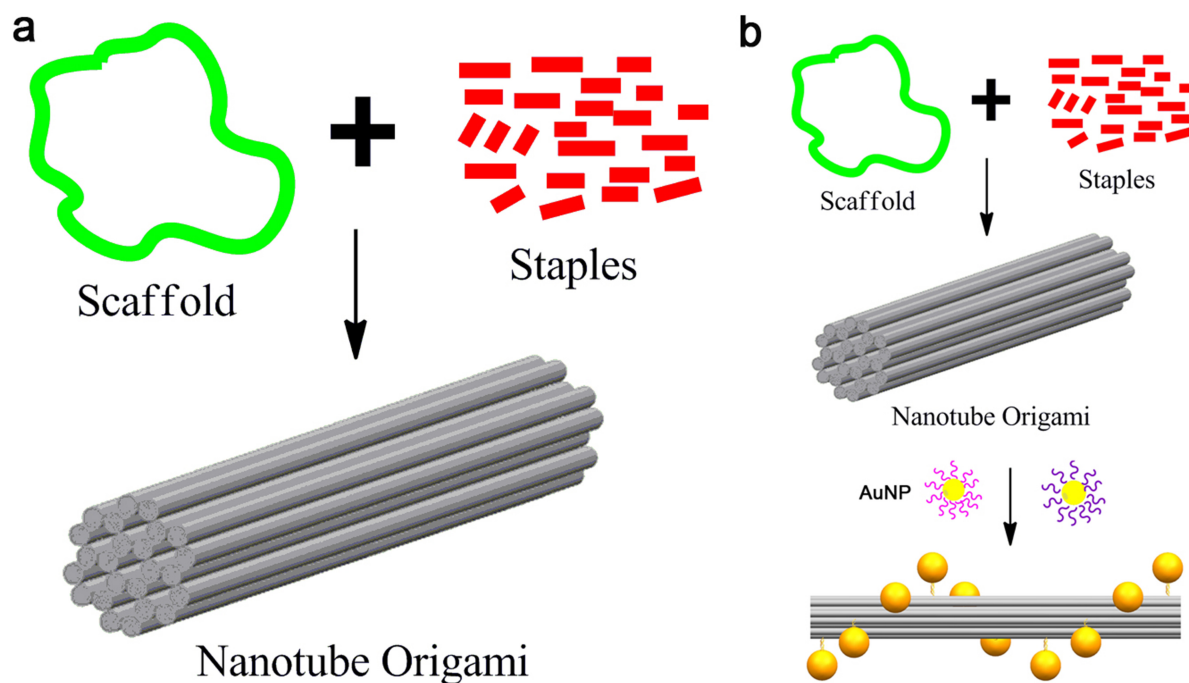 a
+
Scaffold
Staples
Nanotube Origami
b
+
Scaffold
Staples
Nanotube Origami
AuNP